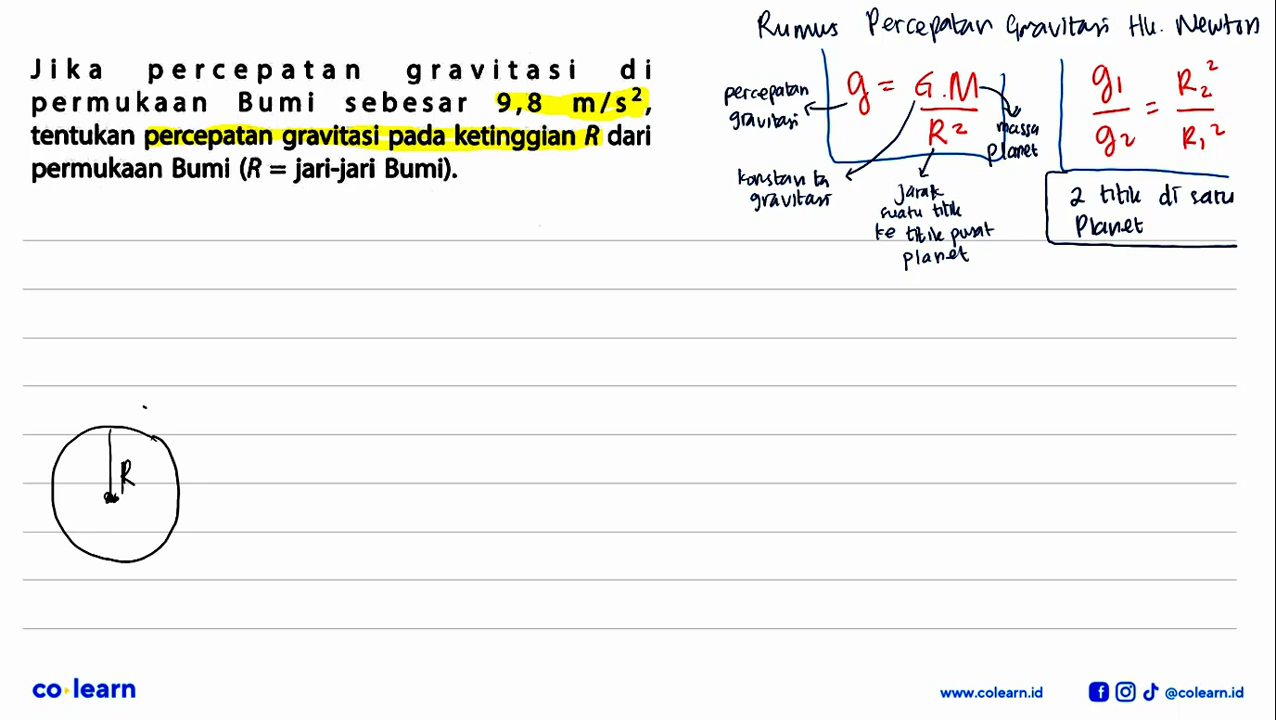 Rumus Percepatan Gravitasi Hk. Newton
Jika percepatan gravitasi di
permukaan Bumi sebesar 9,8 m/s²,
tentukan percepatan gravitasi pada ketinggian R dari
permukaan Bumi (R = jari-jari Bumi).
percepatan
gravitasi
g = G.M
R²
massa
planet
konstanta
gravitasi
jarak
suatu titik
ke titik pusat
planet
g1 = R2²
g2 R1²
2 titik di satu
Planet
R
co learn
www.colearn.id
@colearn.id